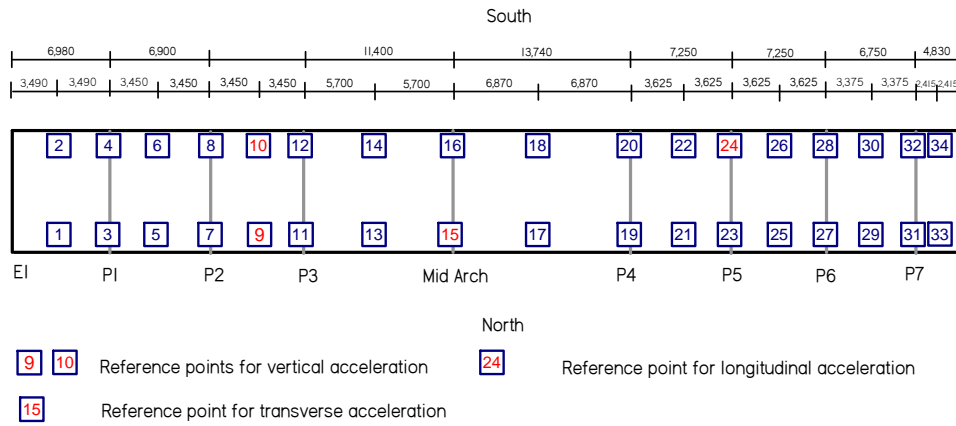 South
6,980 6,900 11,400 13,740 7,250 7,250 6,750 4,830
3,490 3,490 3,450 3,450 3,450 3,450 5,700 5,700 6,870 6,870 3,625 3,625 3,625 3,625 3,375 3,375 2,415 2,415
2 4 6 8 10 12 14 16 18 20 22 24 26 28 30 32 34
1 3 5 7 9 11 13 15 17 19 21 23 25 27 29 31 33
E1 P1 P2 P3 Mid Arch P4 P5 P6 P7
North
9 10 Reference points for vertical acceleration 24 Reference point for longitudinal acceleration
15 Reference point for transverse acceleration